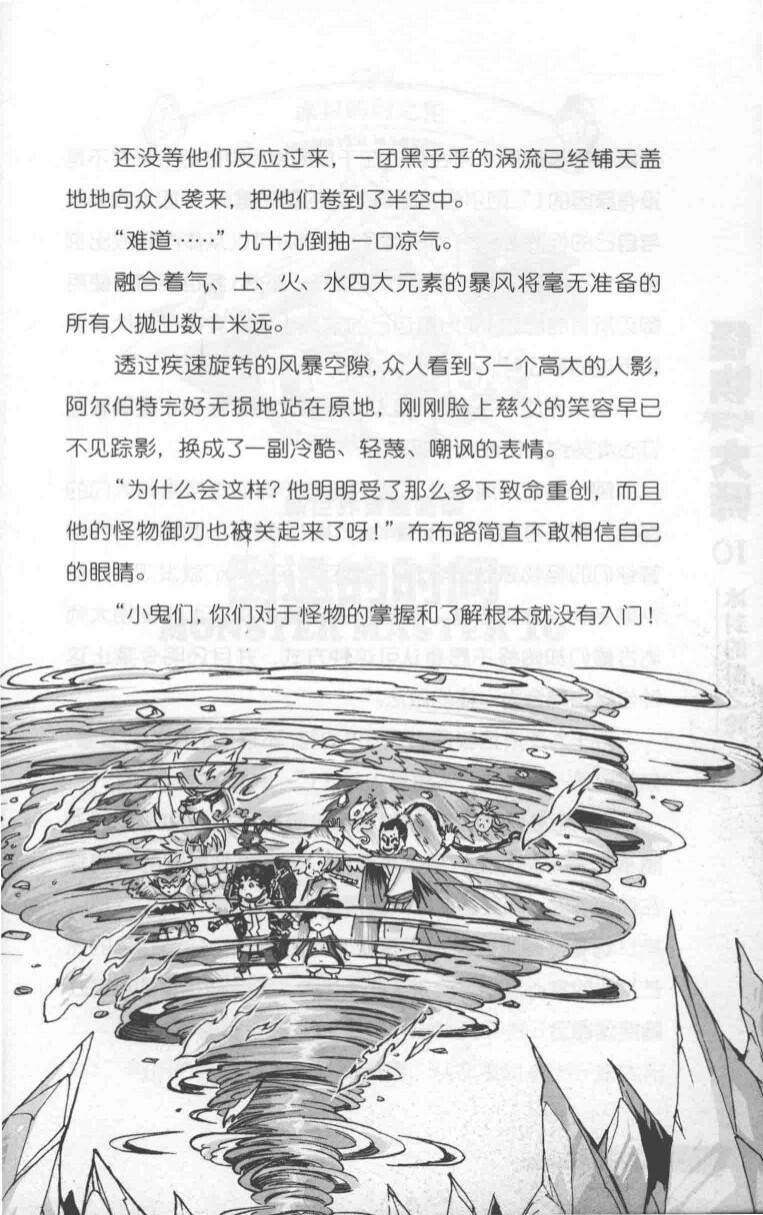 还没等他们反应过来，一团黑乎乎的涡流已经铺天盖
地地向众人袭来，把他们卷到了半空中。
“难道……”九十九倒抽一口凉气。
融合着气、土、火、水四大元素的暴风将毫无准备的
所有人抛出数十米远。
透过疾速旋转的风暴空隙，众人看到了一个高大的人影，
阿尔伯特完好无损地站在原地，刚刚脸上慈父的笑容早已
不见踪影，换成了一副冷酷、轻蔑、嘲讽的表情。
“为什么会这样？他明明受了那么多下致命重创，而且
他的怪物御刃也被关起来了呀！”布布路简直不敢相信自己
的眼睛。
“小鬼们，你们对于怪物的掌握和了解根本就没有入门！